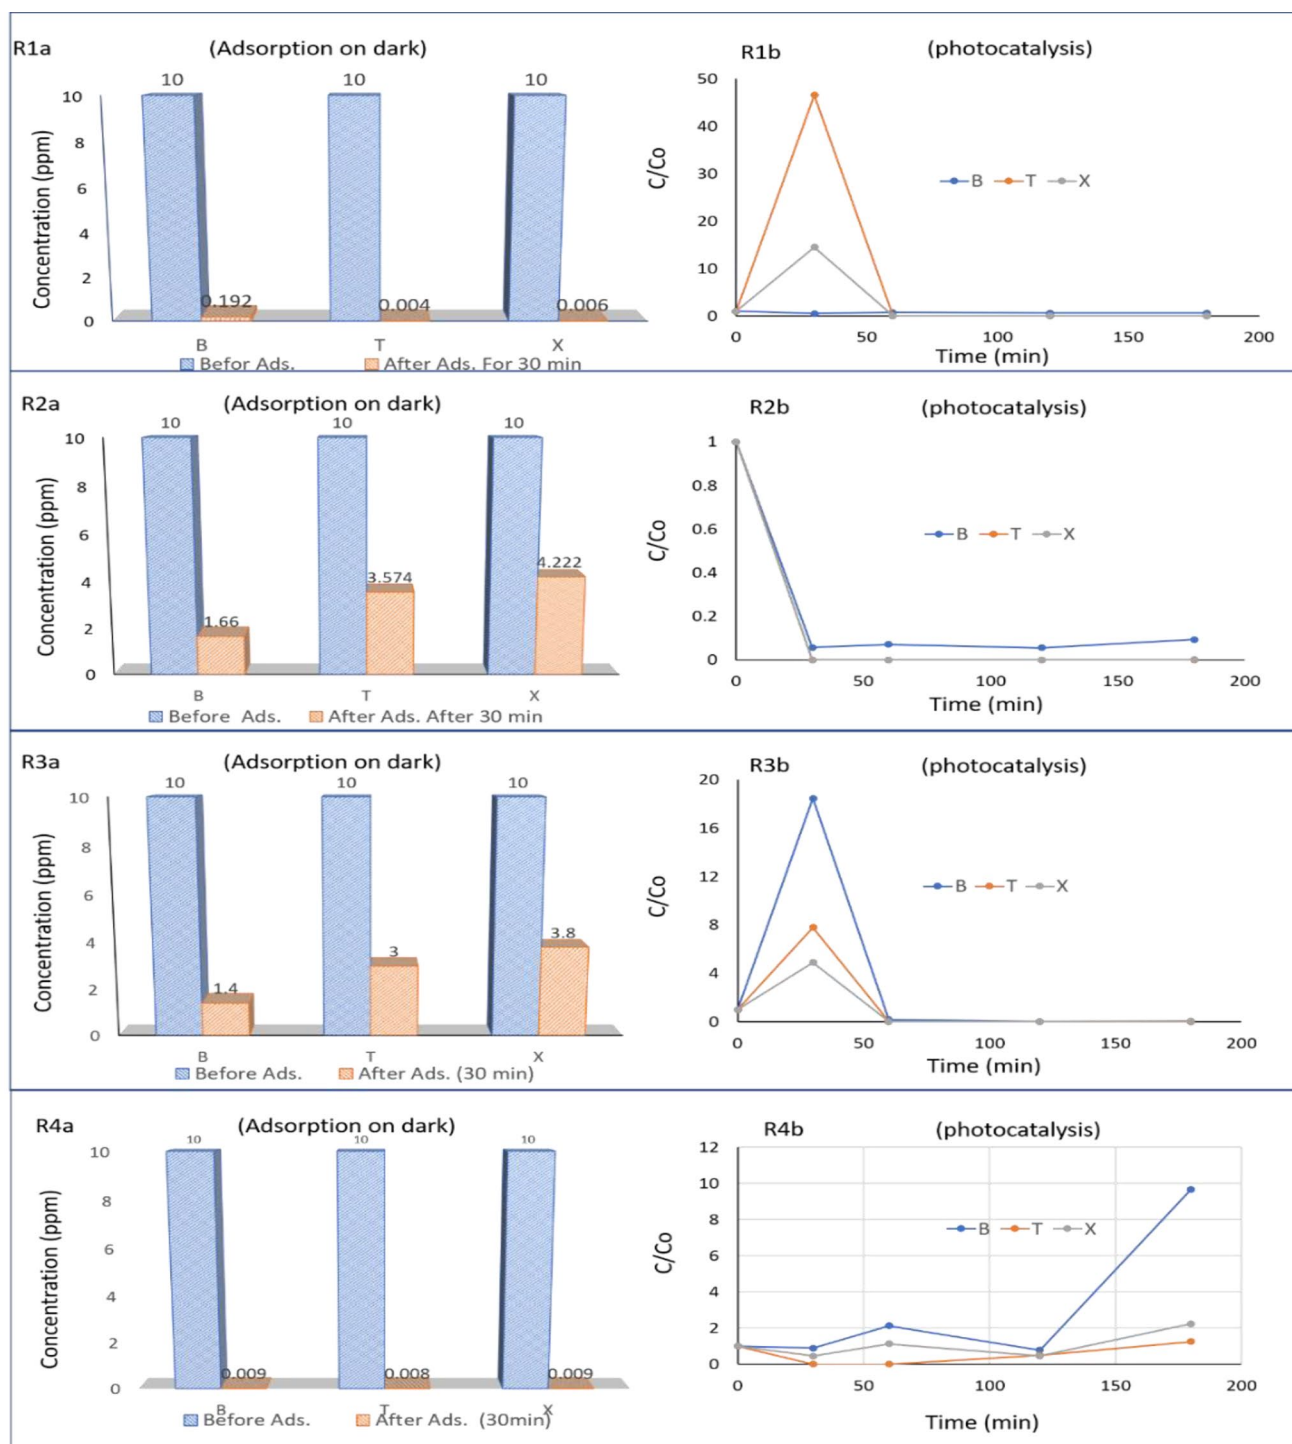 R1a (Adsorption on dark)
10 10 10
Concentration (ppm)
10
8
6
4
2
0
0.192 0.004 0.006
B T X
Befor Ads. After Ads. For 30 min
R1b (photocatalysis)
C/Co
50
40
30
20
10
0
B T X
0 50 100 150 200
Time (min)
R2a (Adsorption on dark)
10 10 10
Concentration (ppm)
10
8
6
4
2
0
1.66 3.574 4.222
B T X
Before Ads. After Ads. After 30 min
R2b (photocatalysis)
C/Co
1
0.8
0.6
0.4
0.2
0
B T X
0 50 100 150 200
Time (min)
R3a (Adsorption on dark)
10 10 10
Concentration (ppm)
10
8
6
4
2
0
1.4 3 3.8
B T X
Before Ads. After Ads. (30 min)
R3b (photocatalysis)
C/Co
20
16
12
8
4
0
B T X
0 50 100 150 200
Time (min)
R4a (Adsorption on dark)
10 10 10
Concentration (ppm)
10
8
6
4
2
0
0.009 0.008 0.009
B T X
Before Ads. After Ads. (30min)
R4b (photocatalysis)
C/Co
12
10
8
6
4
2
0
B T X
0 50 100 150 200
Time (min)